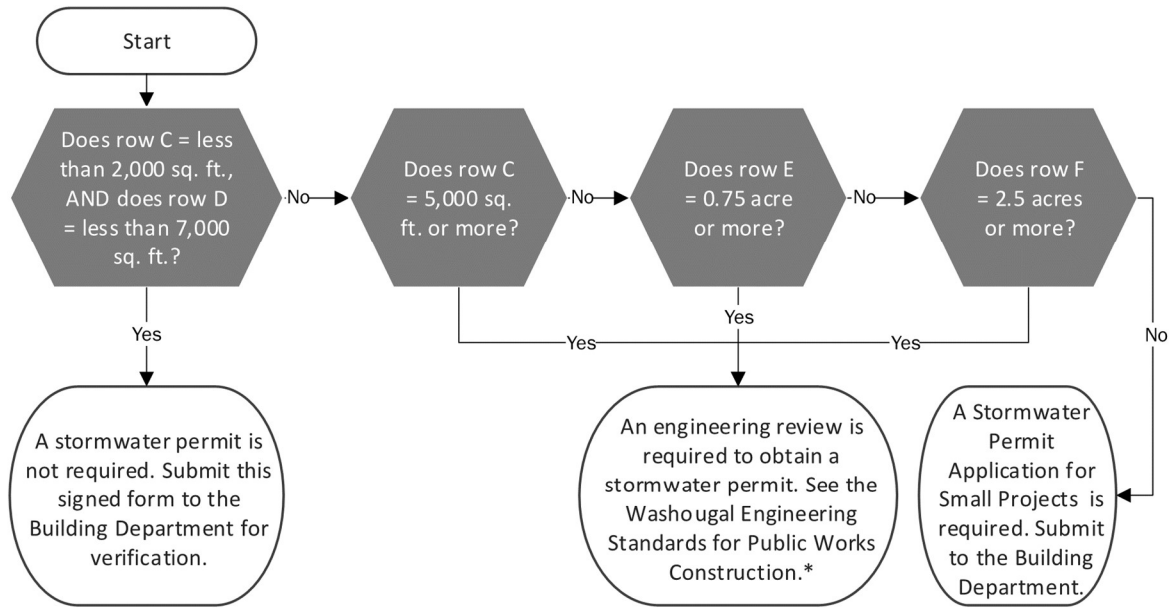 Start
Does row C = less
than 2,000 sq. ft.,
AND does row D
= less than 7,000
sq. ft.?
No
Does row C
= 5,000 sq.
ft. or more?
No
Does row E
= 0.75 acre
or more?
No
Does row F
= 2.5 acres
or more?
Yes
Yes
Yes
Yes
No
A stormwater permit is
not required. Submit this
signed form to the
Building Department for
verification.
An engineering review is
required to obtain a
stormwater permit. See the
Washougal Engineering
Standards for Public Works
Construction.*
A Stormwater
Permit
Application for
Small Projects is
required. Submit
to the Building
Department.